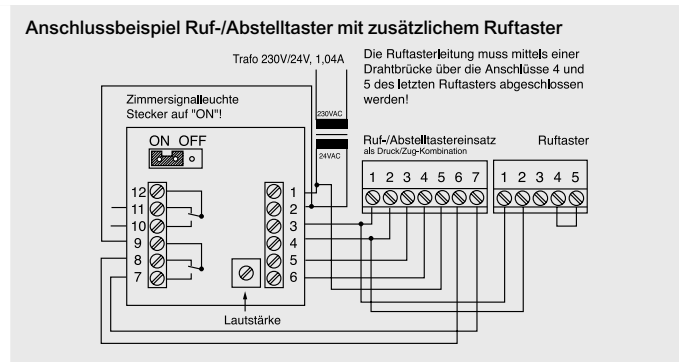 Anschlussbeispiel Ruf-/Abstelltaster mit zusätzlichem Ruftaster
Trafo 230V/24V, 1,04A
Die Ruftasterleitung muss mittels einer
Drahtbrücke über die Anschlüsse 4 und
5 des letzten Ruftasters abgeschlossen
werden!
Zimmersignalleuchte
Stecker auf "ON"!
230VAC
24VAC
ON OFF
Ruf-/Abstelltastereinsatz
als Druck/Zug-Kombination
Ruftaster
1 2 3 4 5 6 7
1 2 3 4 5
12
11
10
9
8
7
1
2
3
4
5
6
Lautstärke